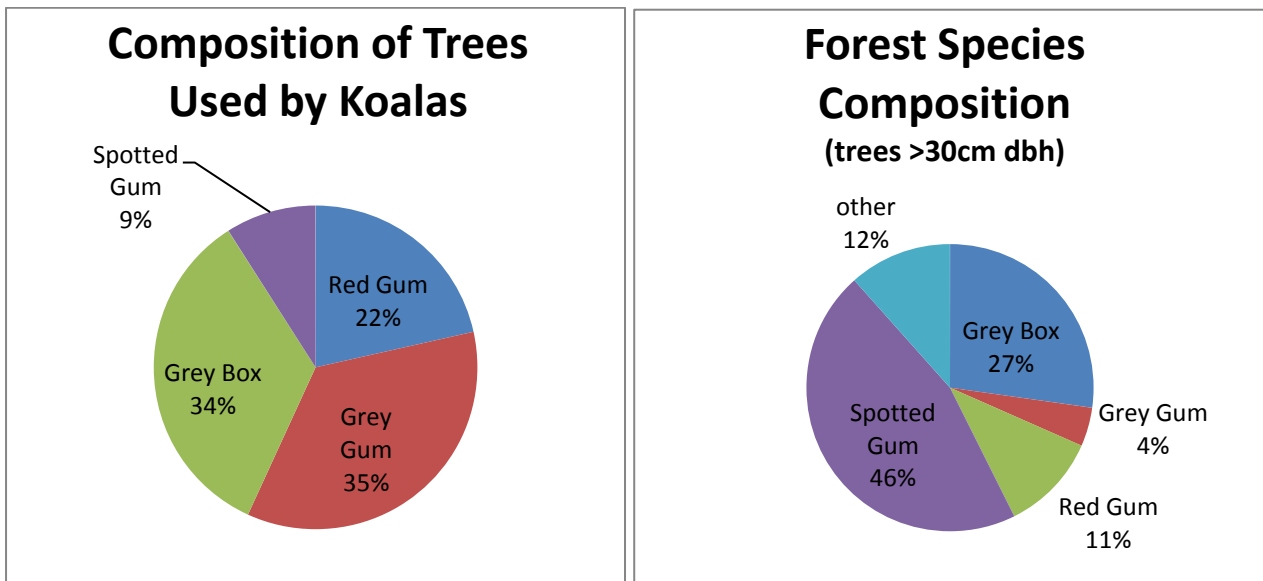 Composition of Trees
Used by Koalas
Spotted
Gum
9%
Red Gum
22%
Grey Box
34%
Grey
Gum
35%
Forest Species
Composition
(trees >30cm dbh)
other
12%
Grey Box
27%
Grey Gum
4%
Spotted
Gum
46%
Red Gum
11%